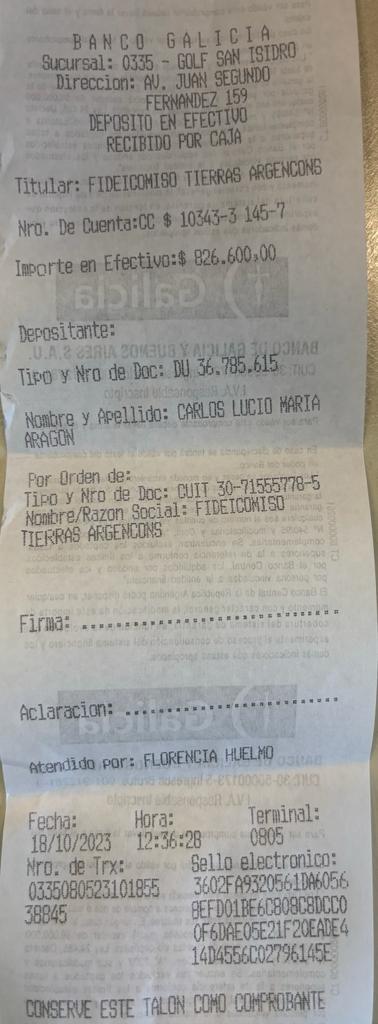 BANCO GALICIA
Sucursal: 0335 - GOLF SAN ISIDRO
Direccion: AV. JUAN SEGUNDO
FERNANDEZ 159
DEPOSITO EN EFECTIVO
RECIBIDO POR CAJA
Titular: FIDEICOMISO TIERRAS ARGENCONS
Nro. De Cuenta:CC $ 10343-3 145-7
Importe en Efectivo:$ 826.600,00
Depositante:
Tipo y Nro de Doc: DU 36.785.615
Nombre y Apellido: CARLOS LUCIO MARIA
ARAGON
Por Orden de:
Tipo y Nro de Doc: CUIT 30-71555778-5
Nombre/Razon Social: FIDEICOMISO
TIERRAS ARGENCONS
Firma: ..............................
Aclaracion: .........................
Atendido por: FLORENCIA HUELMO
Fecha: Hora: Terminal:
18/10/2023 12:36:28 0805
Nro. de Trx: Sello electronico:
0335080523101855 3602FA9320561DA6056
38845 8EFD01BE6C808C8DCC0
0F6DAE05E21F20EADE4
14D4556C02796145E
CONSERVE ESTE TALON COMO COMPROBANTE